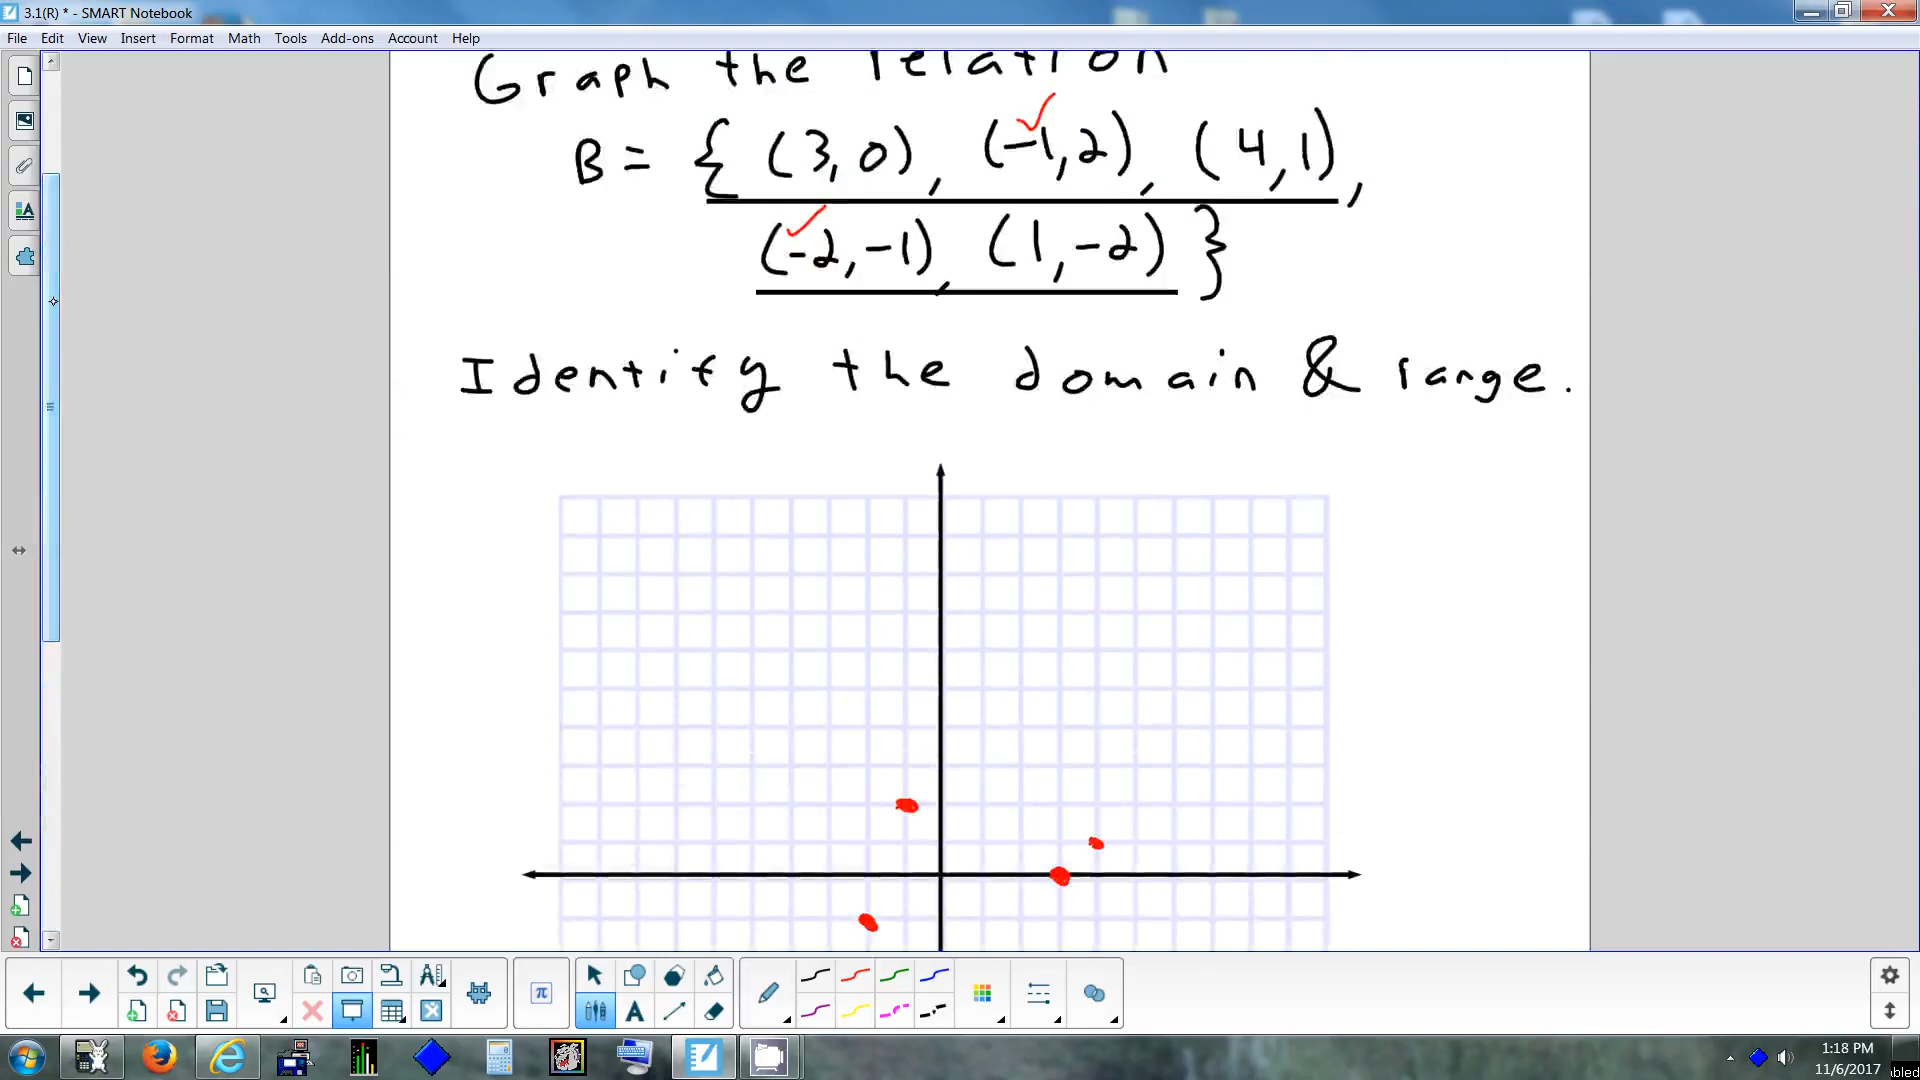 3.1(R) * - SMART Notebook
File Edit View Insert Format Math Tools Add-ons Account Help
Graph the relation
B = { (3,0), (-1,2), (4,1),
(-2,-1), (1,-2) }
Identify the domain & range.
π
A
1:18 PM
11/6/2017
bled